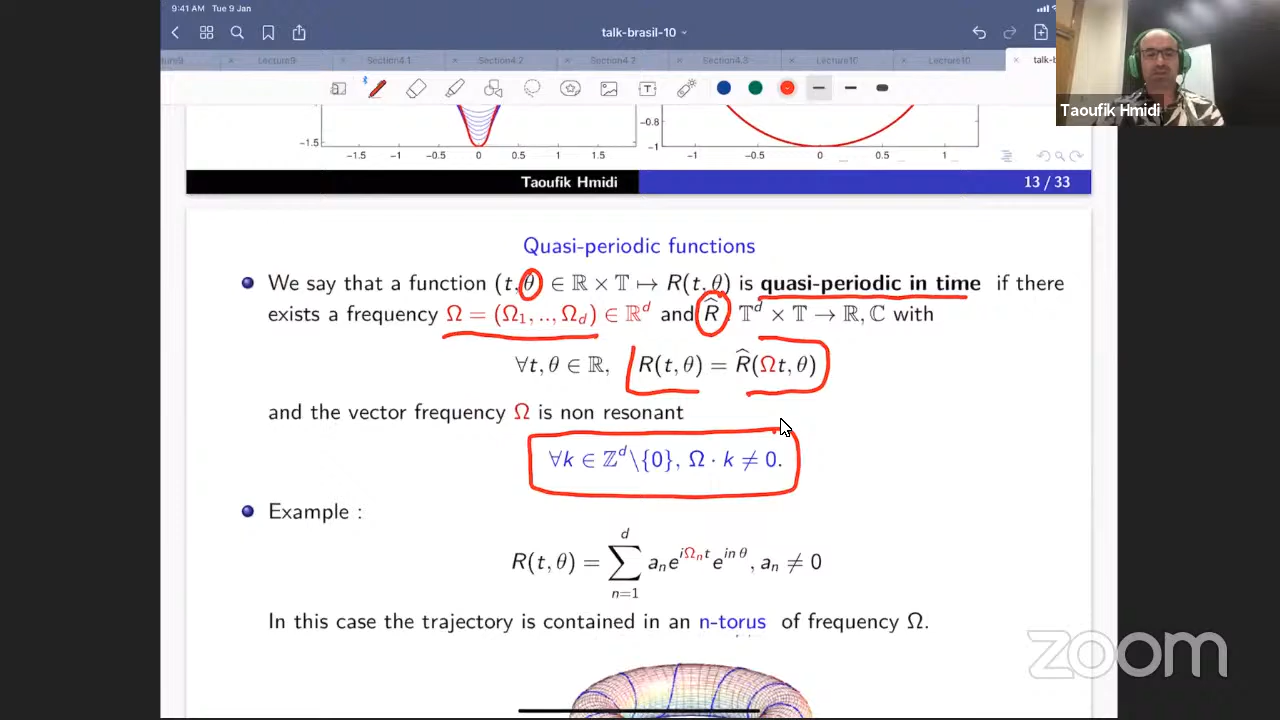 9:41 AM Tue 9 Jan
talk-brasil-10
Lecture9 Section4.1 Section4.2 Section4.2 Section4.3 Lecture10 Lecture10 talk-b
Taoufik Hmidi
−1.5 −0.8 −1
−1.5 −1 −0.5 0 0.5 1 1.5 −1 −0.5 0 0.5 1
Taoufik Hmidi 13 / 33
Quasi-periodic functions
We say that a function (t, θ) ∈ ℝ × 𝕋 ↦ R(t, θ) is quasi-periodic in time if there
exists a frequency Ω = (Ω₁, .., Ω_d) ∈ ℝ^d and R̂ 𝕋^d × 𝕋 → ℝ, ℂ with
∀t, θ ∈ ℝ, R(t, θ) = R̂(Ωt, θ)
and the vector frequency Ω is non resonant
∀k ∈ ℤ^d\{0}, Ω · k ≠ 0.
Example :
R(t, θ) = ∑_{n=1}^{d} a_n e^{iΩ_n t} e^{inθ}, a_n ≠ 0
In this case the trajectory is contained in an n-torus of frequency Ω.
zoom